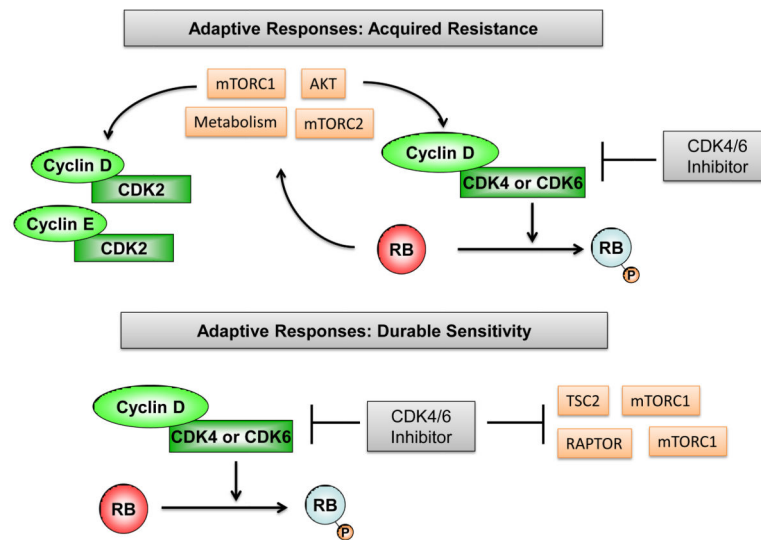 Adaptive Responses: Acquired Resistance
mTORC1
AKT
Metabolism
mTORC2
Cyclin D
CDK2
Cyclin E
CDK2
Cyclin D
CDK4 or CDK6
CDK4/6
Inhibitor
RB
RB
P
Adaptive Responses: Durable Sensitivity
Cyclin D
CDK4 or CDK6
CDK4/6
Inhibitor
TSC2
mTORC1
RAPTOR
mTORC1
RB
RB
P